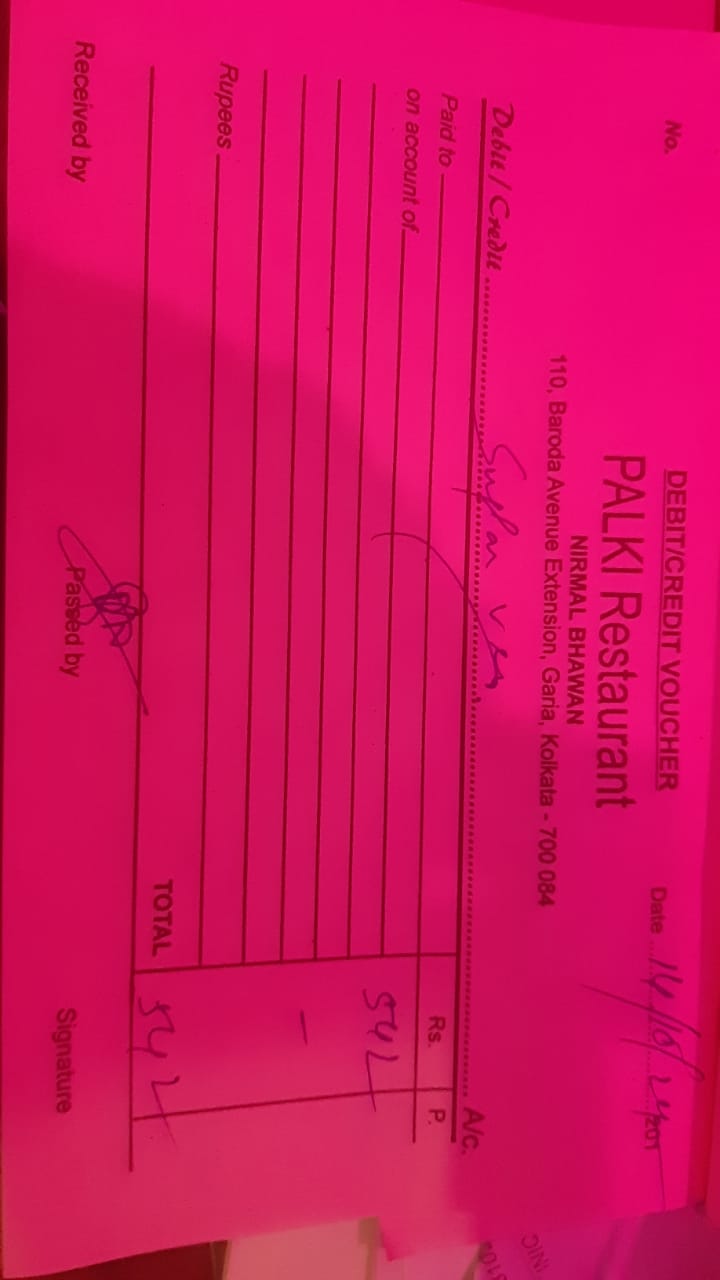 DEBIT/CREDIT VOUCHER
No.
Date 14/10/24/201
PALKI Restaurant
NIRMAL BHAWAN
110, Baroda Avenue Extension, Garia, Kolkata - 700 084
Debit / Credit A/c.
Paid to Rs. P.
on account of
542
-
Rupees
TOTAL 542
Received by Passed by Signature